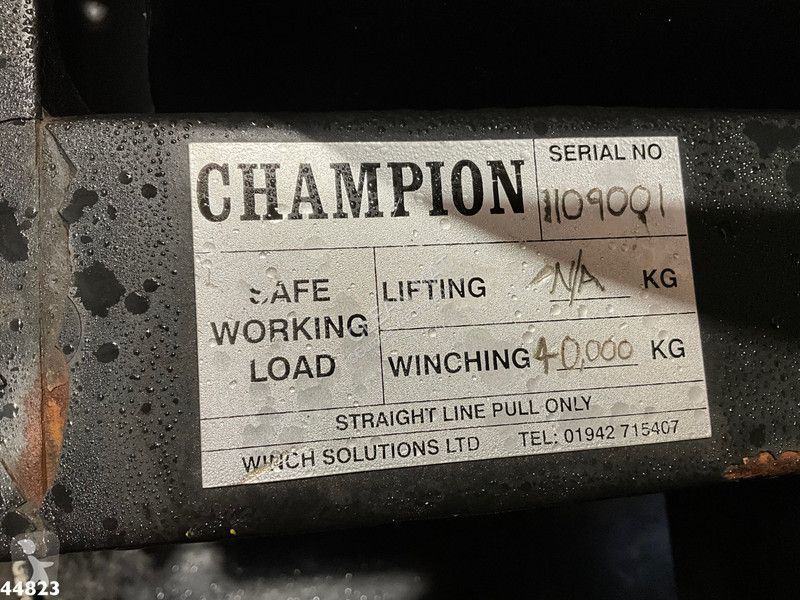 CHAMPION
SERIAL NO
1109001
SAFE
WORKING
LOAD
LIFTING N/A KG
WINCHING 40,000 KG
STRAIGHT LINE PULL ONLY
WINCH SOLUTIONS LTD TEL: 01942 715407
44823